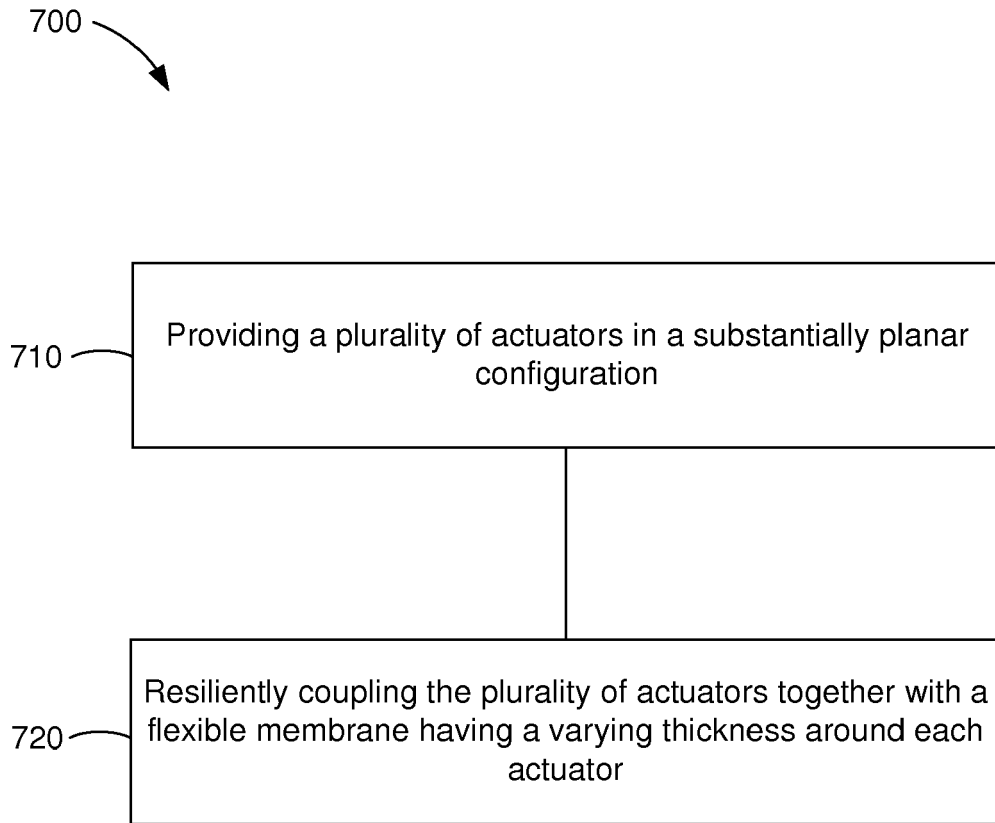 700
710
Providing a plurality of actuators in a substantially planar
configuration
720
Resiliently coupling the plurality of actuators together with a
flexible membrane having a varying thickness around each
actuator